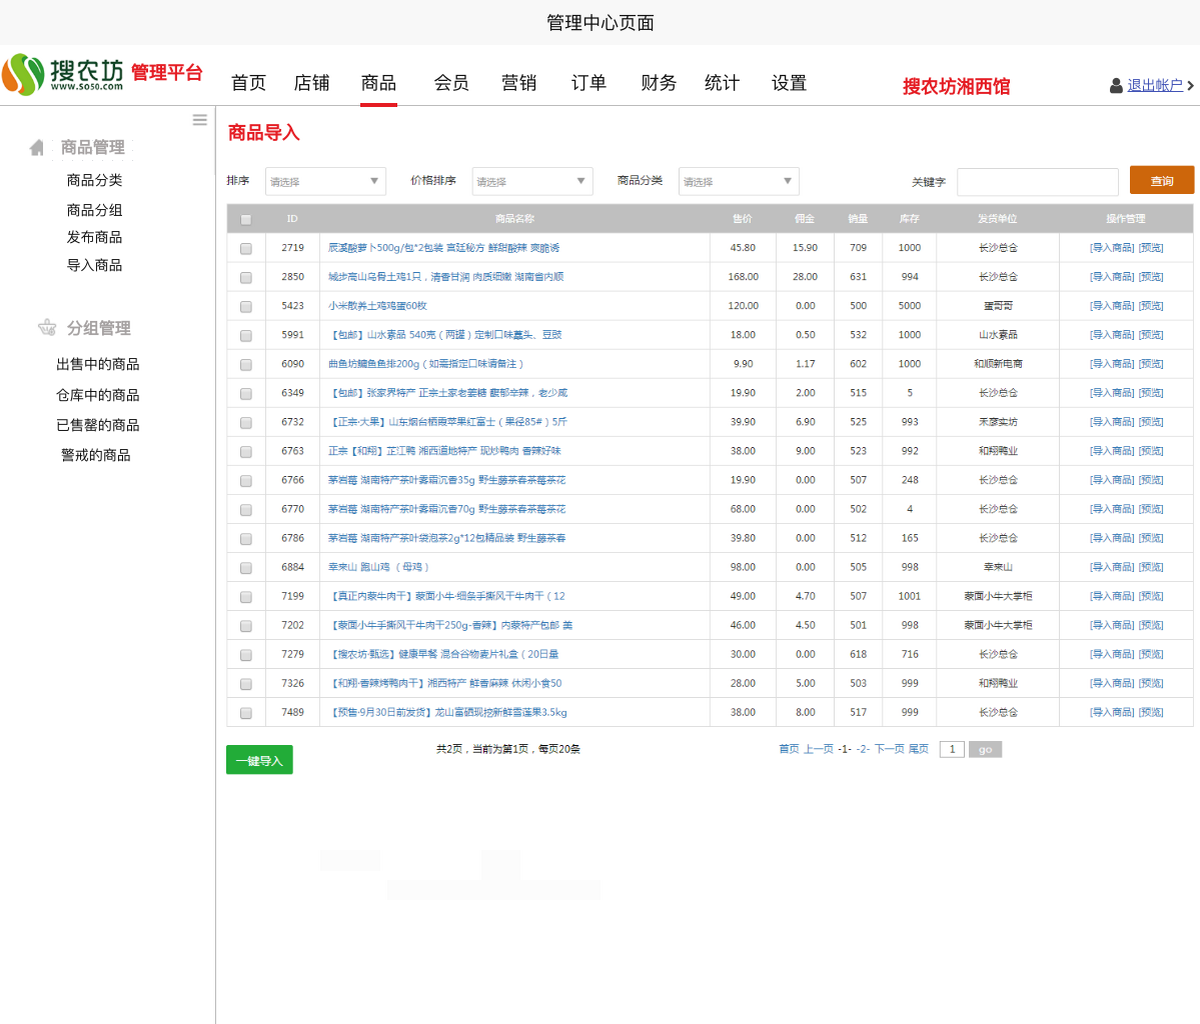 管理中心页面
搜农坊 管理平台
www.so50.com
首页 店铺 商品 会员 营销 订单 财务 统计 设置
搜农坊湘西馆
退出帐户
商品管理
商品分类
商品分组
发布商品
导入商品
分组管理
出售中的商品
仓库中的商品
已售罄的商品
警戒的商品
商品导入
排序 请选择 价格排序 请选择 商品分类 请选择 关键字 查询
ID 商品名称 售价 佣金 销量 库存 发货单位 操作管理
2719 辰溪酸萝卜500g/包*2包装 宫廷秘方 鲜甜酸辣 爽脆诱 45.80 15.90 709 1000 长沙总仓 [导入商品] [预览]
2850 城步高山乌骨土鸡1只，清香甘润 肉质细嫩 湖南省内顺 168.00 28.00 631 994 长沙总仓 [导入商品] [预览]
5423 小米散养土鸡鸡蛋60枚 120.00 0.00 500 5000 蛋哥哥 [导入商品] [预览]
5991 【包邮】山水素品 540克（两罐）定制口味藠头、豆豉 18.00 0.50 532 1000 山水素品 [导入商品] [预览]
6090 曲鱼坊鳙鱼鱼排200g（如需指定口味请备注） 9.90 1.17 602 1000 和顺新电商 [导入商品] [预览]
6349 【包邮】张家界特产 正宗土家老姜糖 馥郁辛辣，老少咸 19.90 2.00 515 5 长沙总仓 [导入商品] [预览]
6732 【正宗·大果】山东烟台栖霞苹果红富士（果径85#）5斤 39.90 6.90 525 993 禾廖卖坊 [导入商品] [预览]
6763 正宗【和翔】芷江鸭 湘西道地特产 现炒鸭肉 香辣好味 38.00 9.00 523 992 和翔鸭业 [导入商品] [预览]
6766 茅岩莓 湖南特产茶叶雾霜沉香35g 野生藤茶春茶莓茶花 19.90 0.00 507 248 长沙总仓 [导入商品] [预览]
6770 茅岩莓 湖南特产茶叶雾霜沉香70g 野生藤茶春茶莓茶花 68.00 0.00 502 4 长沙总仓 [导入商品] [预览]
6786 茅岩莓 湖南特产茶叶袋泡茶2g*12包精品装 野生藤茶春 39.80 0.00 512 165 长沙总仓 [导入商品] [预览]
6884 幸来山 跑山鸡 （母鸡） 98.00 0.00 505 998 幸来山 [导入商品] [预览]
7199 【真正内蒙牛肉干】蒙面小牛·细条手撕风干牛肉干（12 49.00 4.70 507 1001 蒙面小牛大掌柜 [导入商品] [预览]
7202 【蒙面小牛手撕风干牛肉干250g-香辣】内蒙特产包邮 美 46.00 4.50 501 998 蒙面小牛大掌柜 [导入商品] [预览]
7279 【搜农坊·甄选】健康早餐 混合谷物麦片礼盒（20日量 30.00 0.00 618 716 长沙总仓 [导入商品] [预览]
7326 【和翔·香辣烤鸭肉干】湘西特产 鲜香麻辣 休闲小食50 28.00 5.00 503 999 和翔鸭业 [导入商品] [预览]
7489 【预售·9月30日前发货】龙山富硒现挖新鲜雪莲果3.5kg 38.00 8.00 517 999 长沙总仓 [导入商品] [预览]
一键导入 共2页，当前为第1页，每页20条 首页 上一页 -1- -2- 下一页 尾页 1 go